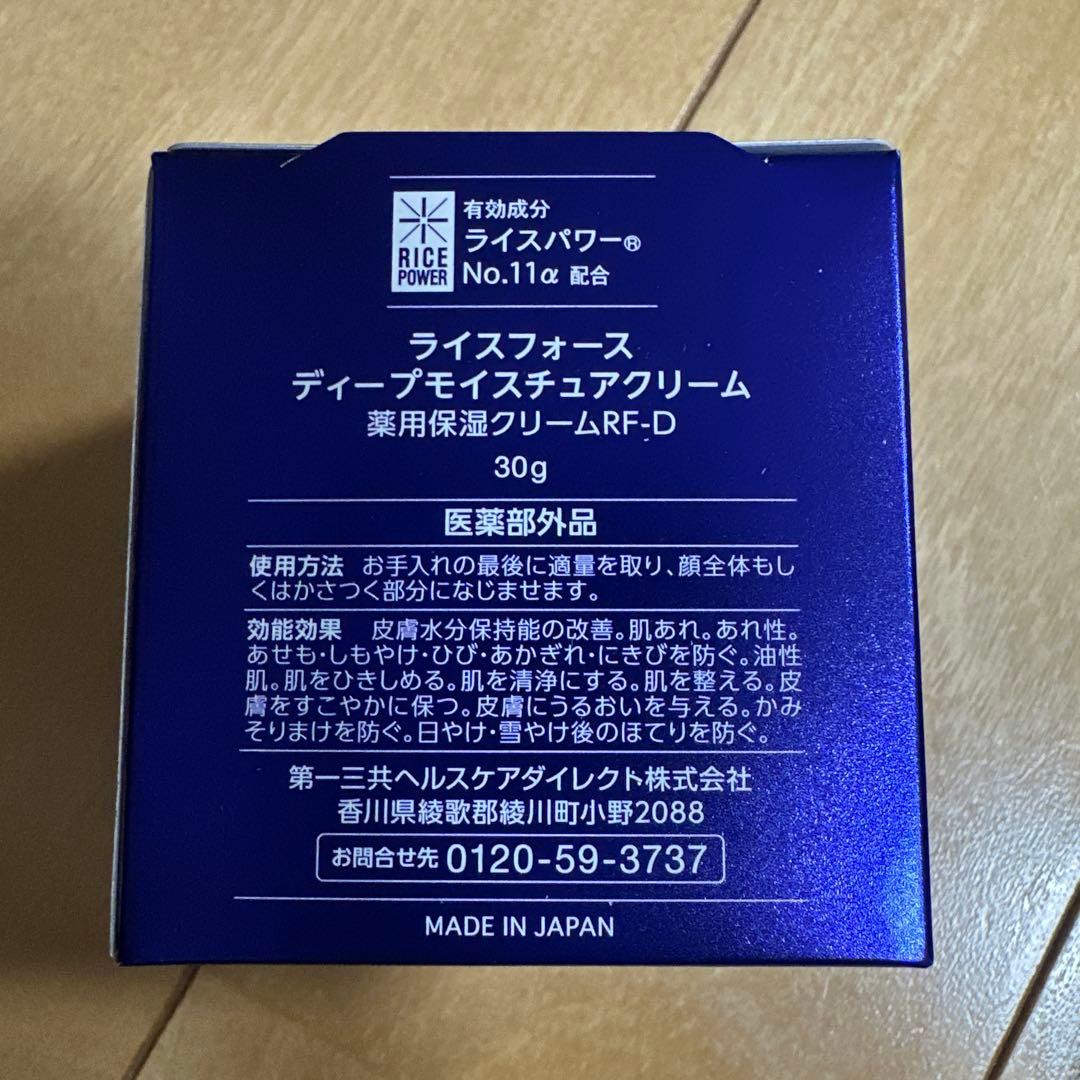 RICE
POWER
有効成分
ライスパワー®
No.11α 配合
ライスフォース
ディープモイスチュアクリーム
薬用保湿クリームRF-D
30g
医薬部外品
使用方法 お手入れの最後に適量を取り、顔全体もし
くはかさつく部分になじませます。
効能効果 皮膚水分保持能の改善。肌あれ。あれ性。
あせも・しもやけ・ひび・あかぎれ・にきびを防ぐ。油性
肌。肌をひきしめる。肌を清浄にする。肌を整える。皮
膚をすこやかに保つ。皮膚にうるおいを与える。かみ
そりまけを防ぐ。日やけ・雪やけ後のほてりを防ぐ。
第一三共ヘルスケアダイレクト株式会社
香川県綾歌郡綾川町小野2088
お問合せ先 0120-59-3737
MADE IN JAPAN